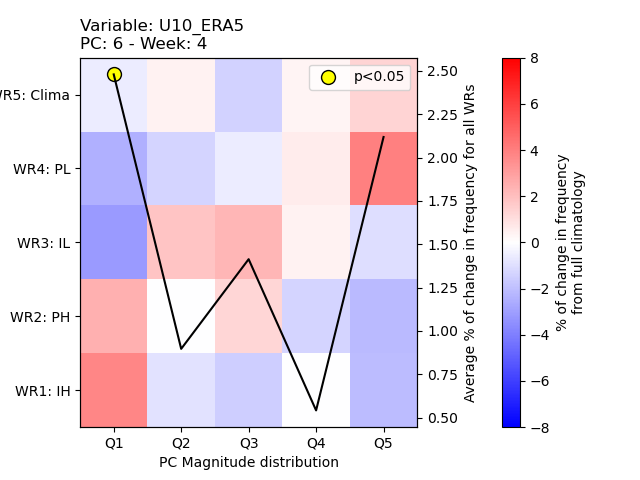 Variable: U10_ERA5
PC: 6 - Week: 4
p<0.05
WR5: Clima
WR4: PL
WR3: IL
WR2: PH
WR1: IH
Q1 Q2 Q3 Q4 Q5
PC Magnitude distribution
2.50
2.25
2.00
1.75
1.50
1.25
1.00
0.75
0.50
Average % of change in frequency for all WRs
8
6
4
2
0
−2
−4
−6
−8
% of change in frequency
from full climatology